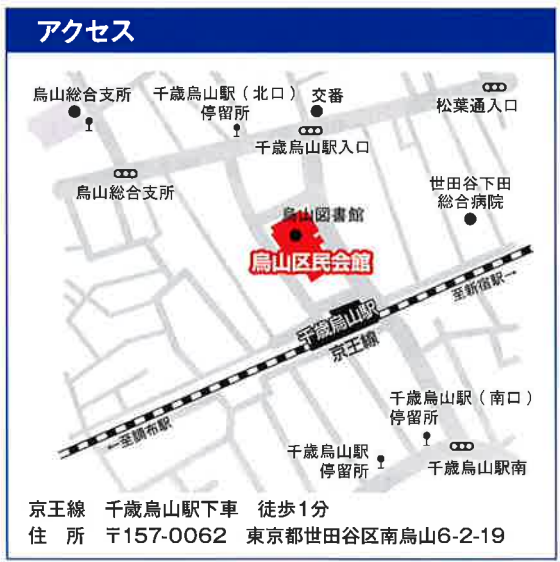 アクセス
烏山総合支所
千歳烏山駅（北口）
停留所
交番
松葉通入口
千歳烏山駅入口
烏山総合支所
世田谷下田
総合病院
烏山図書館
烏山区民会館
至新宿駅→
千歳烏山駅
京王線
←至調布駅
千歳烏山駅（南口）
停留所
千歳烏山駅
停留所
千歳烏山駅南
京王線　千歳烏山駅下車　徒歩1分
住　所　〒157-0062　東京都世田谷区南烏山6-2-19